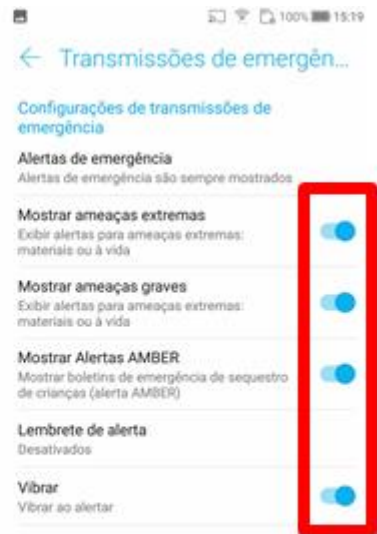 100% 15:19
Transmissões de emergên...
Configurações de transmissões de
emergência
Alertas de emergência
Alertas de emergência são sempre mostrados
Mostrar ameaças extremas
Exibir alertas para ameaças extremas:
materiais ou à vida
Mostrar ameaças graves
Exibir alertas para ameaças extremas:
materiais ou à vida
Mostrar Alertas AMBER
Mostrar boletins de emergência de sequestro
de crianças (alerta AMBER)
Lembrete de alerta
Desativados
Vibrar
Vibrar ao alertar